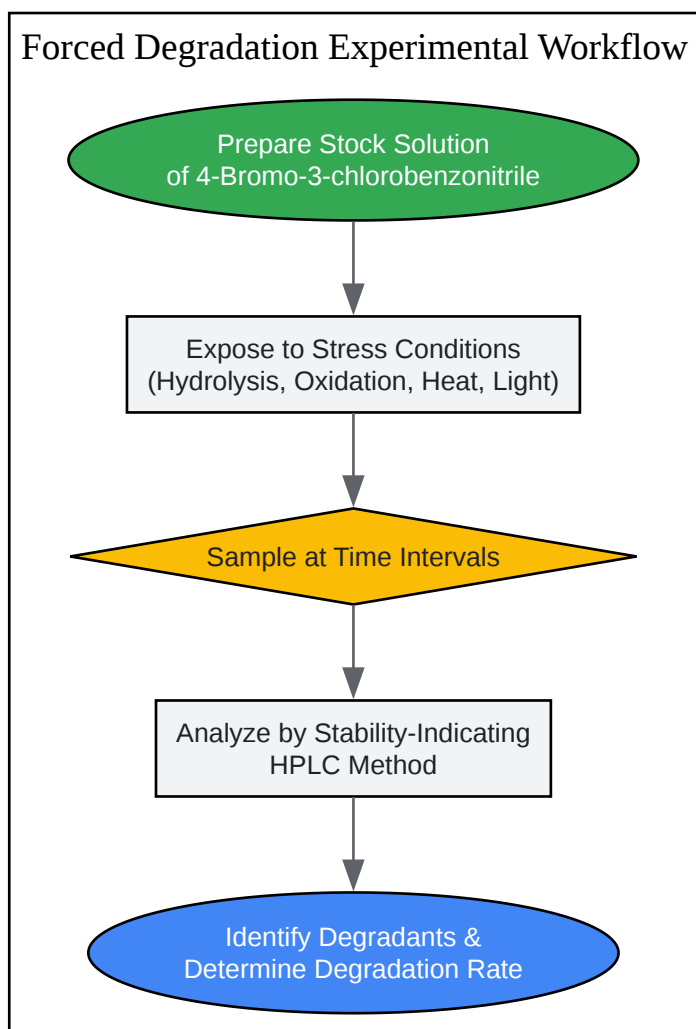 Forced Degradation Experimental Workflow
Prepare Stock Solution
of 4-Bromo-3-chlorobenzonitrile
Expose to Stress Conditions
(Hydrolysis, Oxidation, Heat, Light)
Sample at Time Intervals
Analyze by Stability-Indicating
HPLC Method
Identify Degradants &
Determine Degradation Rate